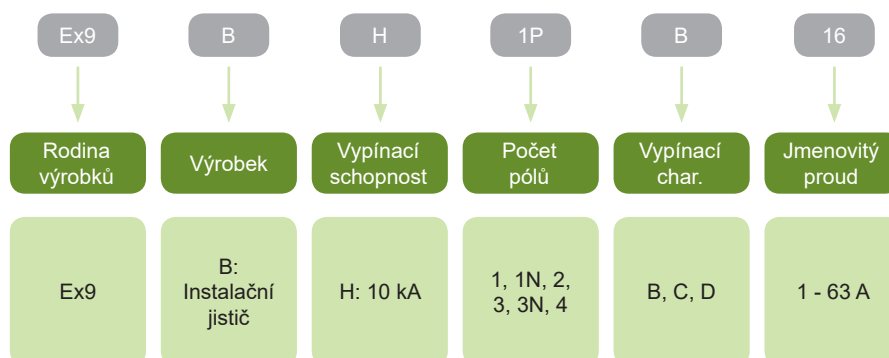 Ex9
B
H
1P
B
16
Rodina
výrobků
Výrobek
Vypínací
schopnost
Počet
pólů
Vypínací
char.
Jmenovitý
proud
Ex9
B:
Instalační
jistič
H: 10 kA
1, 1N, 2,
3, 3N, 4
B, C, D
1 - 63 A